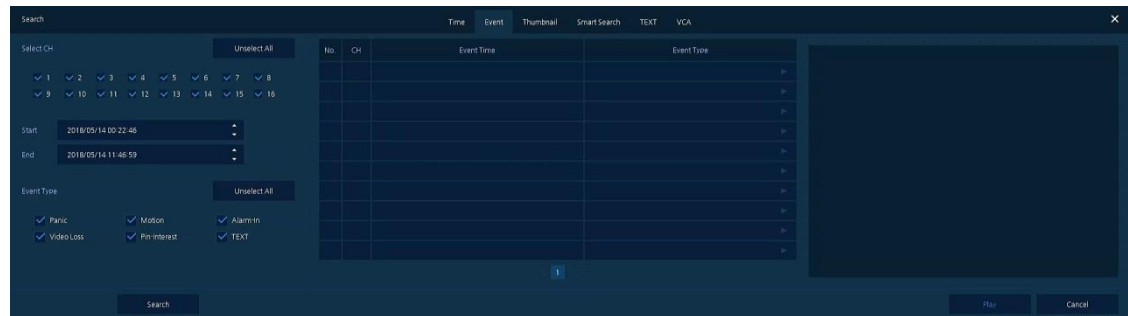 Search
Time Event Thumbnail Smart Search TEXT VCA
Select CH Unselect All
1 2 3 4 5 6 7 8
9 10 11 12 13 14 15 16
Start 2018/05/14 00:22:46
End 2018/05/14 11:46:59
Event Type Unselect All
Panic Motion Alarm-In
Video Loss Pin-Interest TEXT
Search
No. CH Event Time Event Type
1
Play Cancel